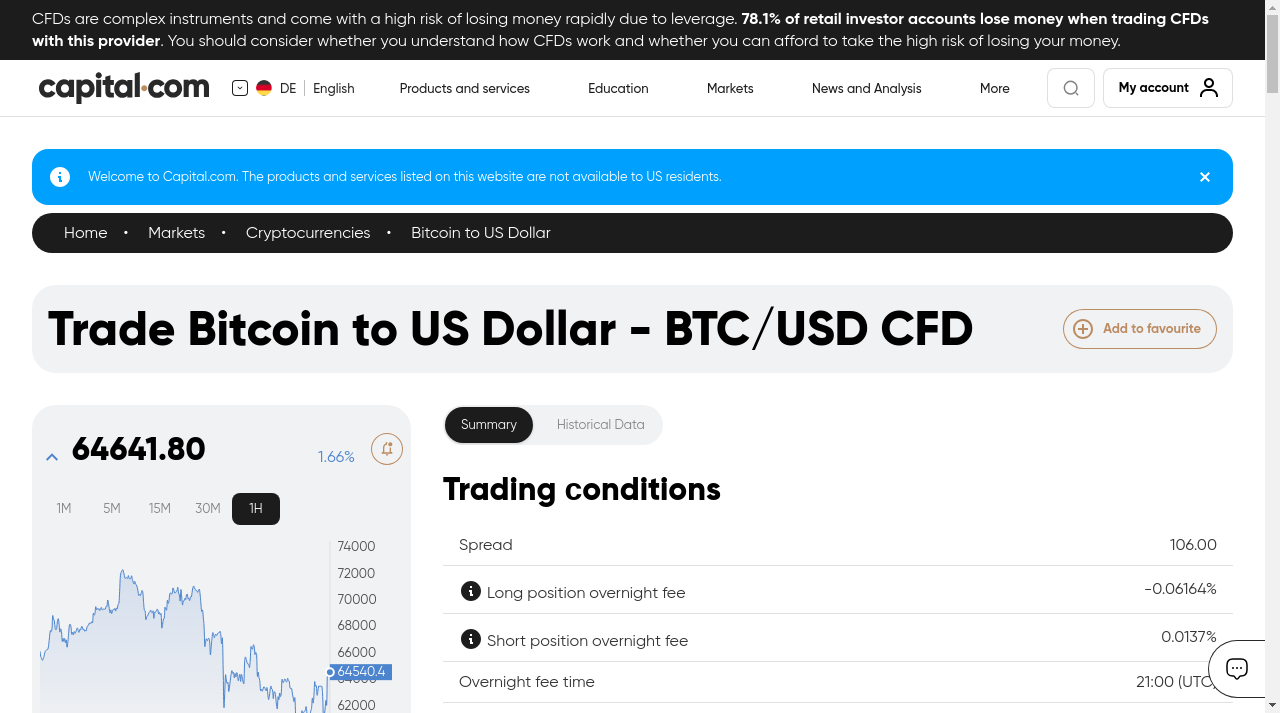 CFDs are complex instruments and come with a high risk of losing money rapidly due to leverage. 78.1% of retail investor accounts lose money when trading CFDs
with this provider. You should consider whether you understand how CFDs work and whether you can afford to take the high risk of losing your money.
capital.com DE English Products and services Education Markets News and Analysis More My account
Welcome to Capital.com. The products and services listed on this website are not available to US residents.
Home • Markets • Cryptocurrencies • Bitcoin to US Dollar
Trade Bitcoin to US Dollar - BTC/USD CFD
Add to favourite
64641.80 1.66%
1M 5M 15M 30M 1H
74000
72000
70000
68000
66000
64540.4
64000
62000
Summary Historical Data
Trading conditions
Spread 106.00
Long position overnight fee -0.06164%
Short position overnight fee 0.0137%
Overnight fee time 21:00 (UTC)